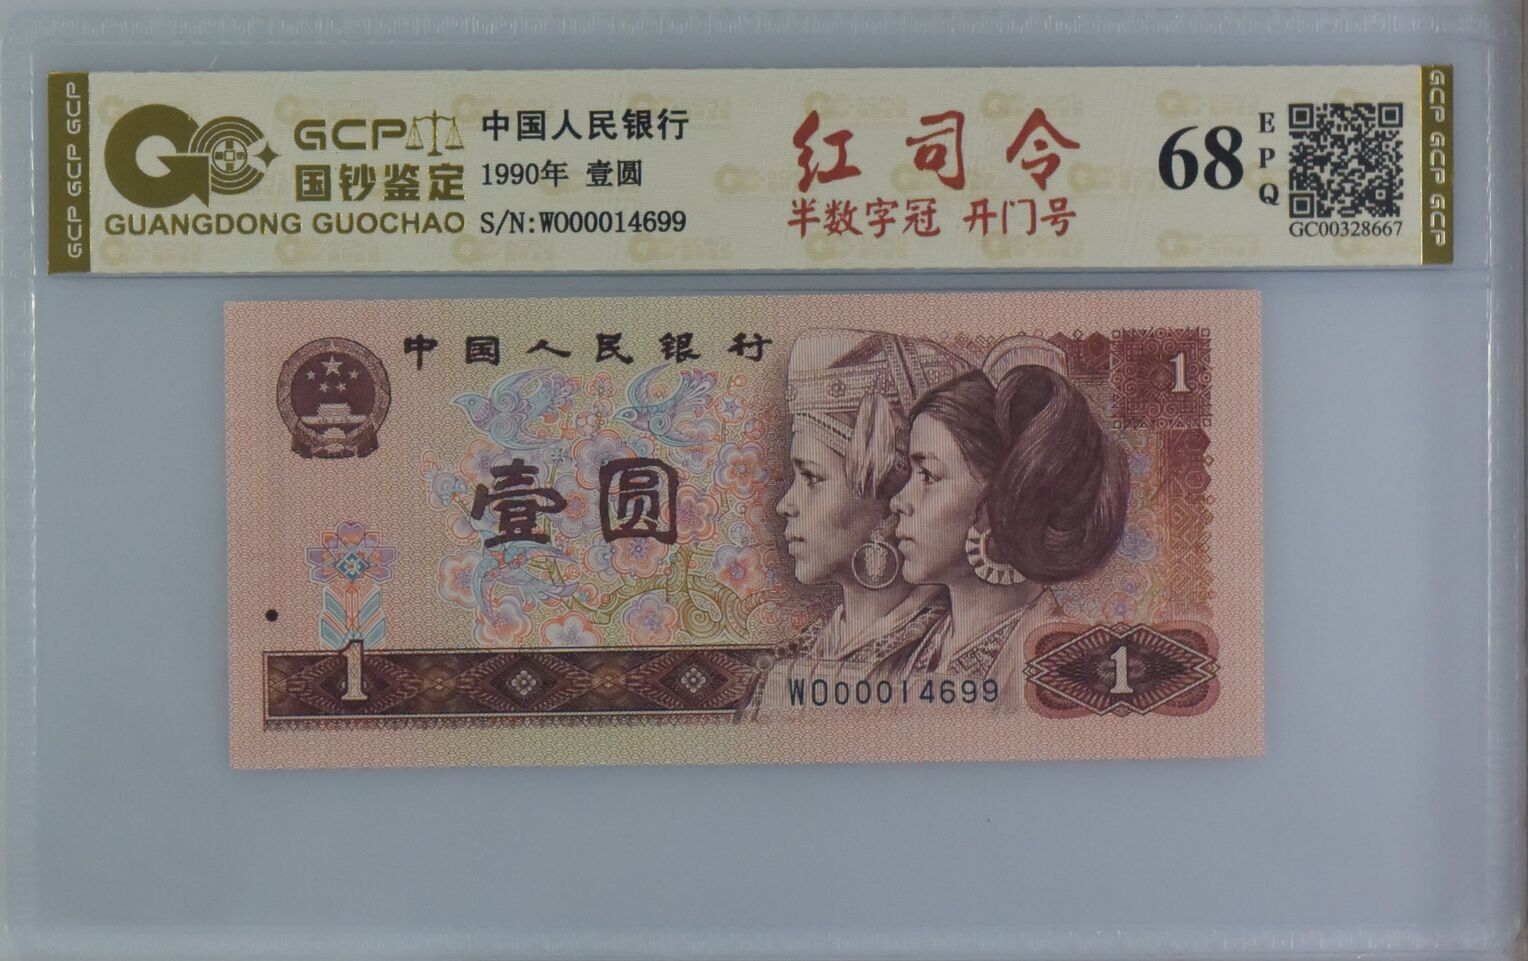 GCP GCP GCP
GCP
国钞鉴定
GUANGDONG GUOCHAO
中国人民银行
1990年 壹圆
S/N:WO00014699
红司令
半数字冠 开门号
68
E
P
Q
GC00328667
GCP GCP GCP
中国人民银行
1
壹圆
1
WO00014699
1